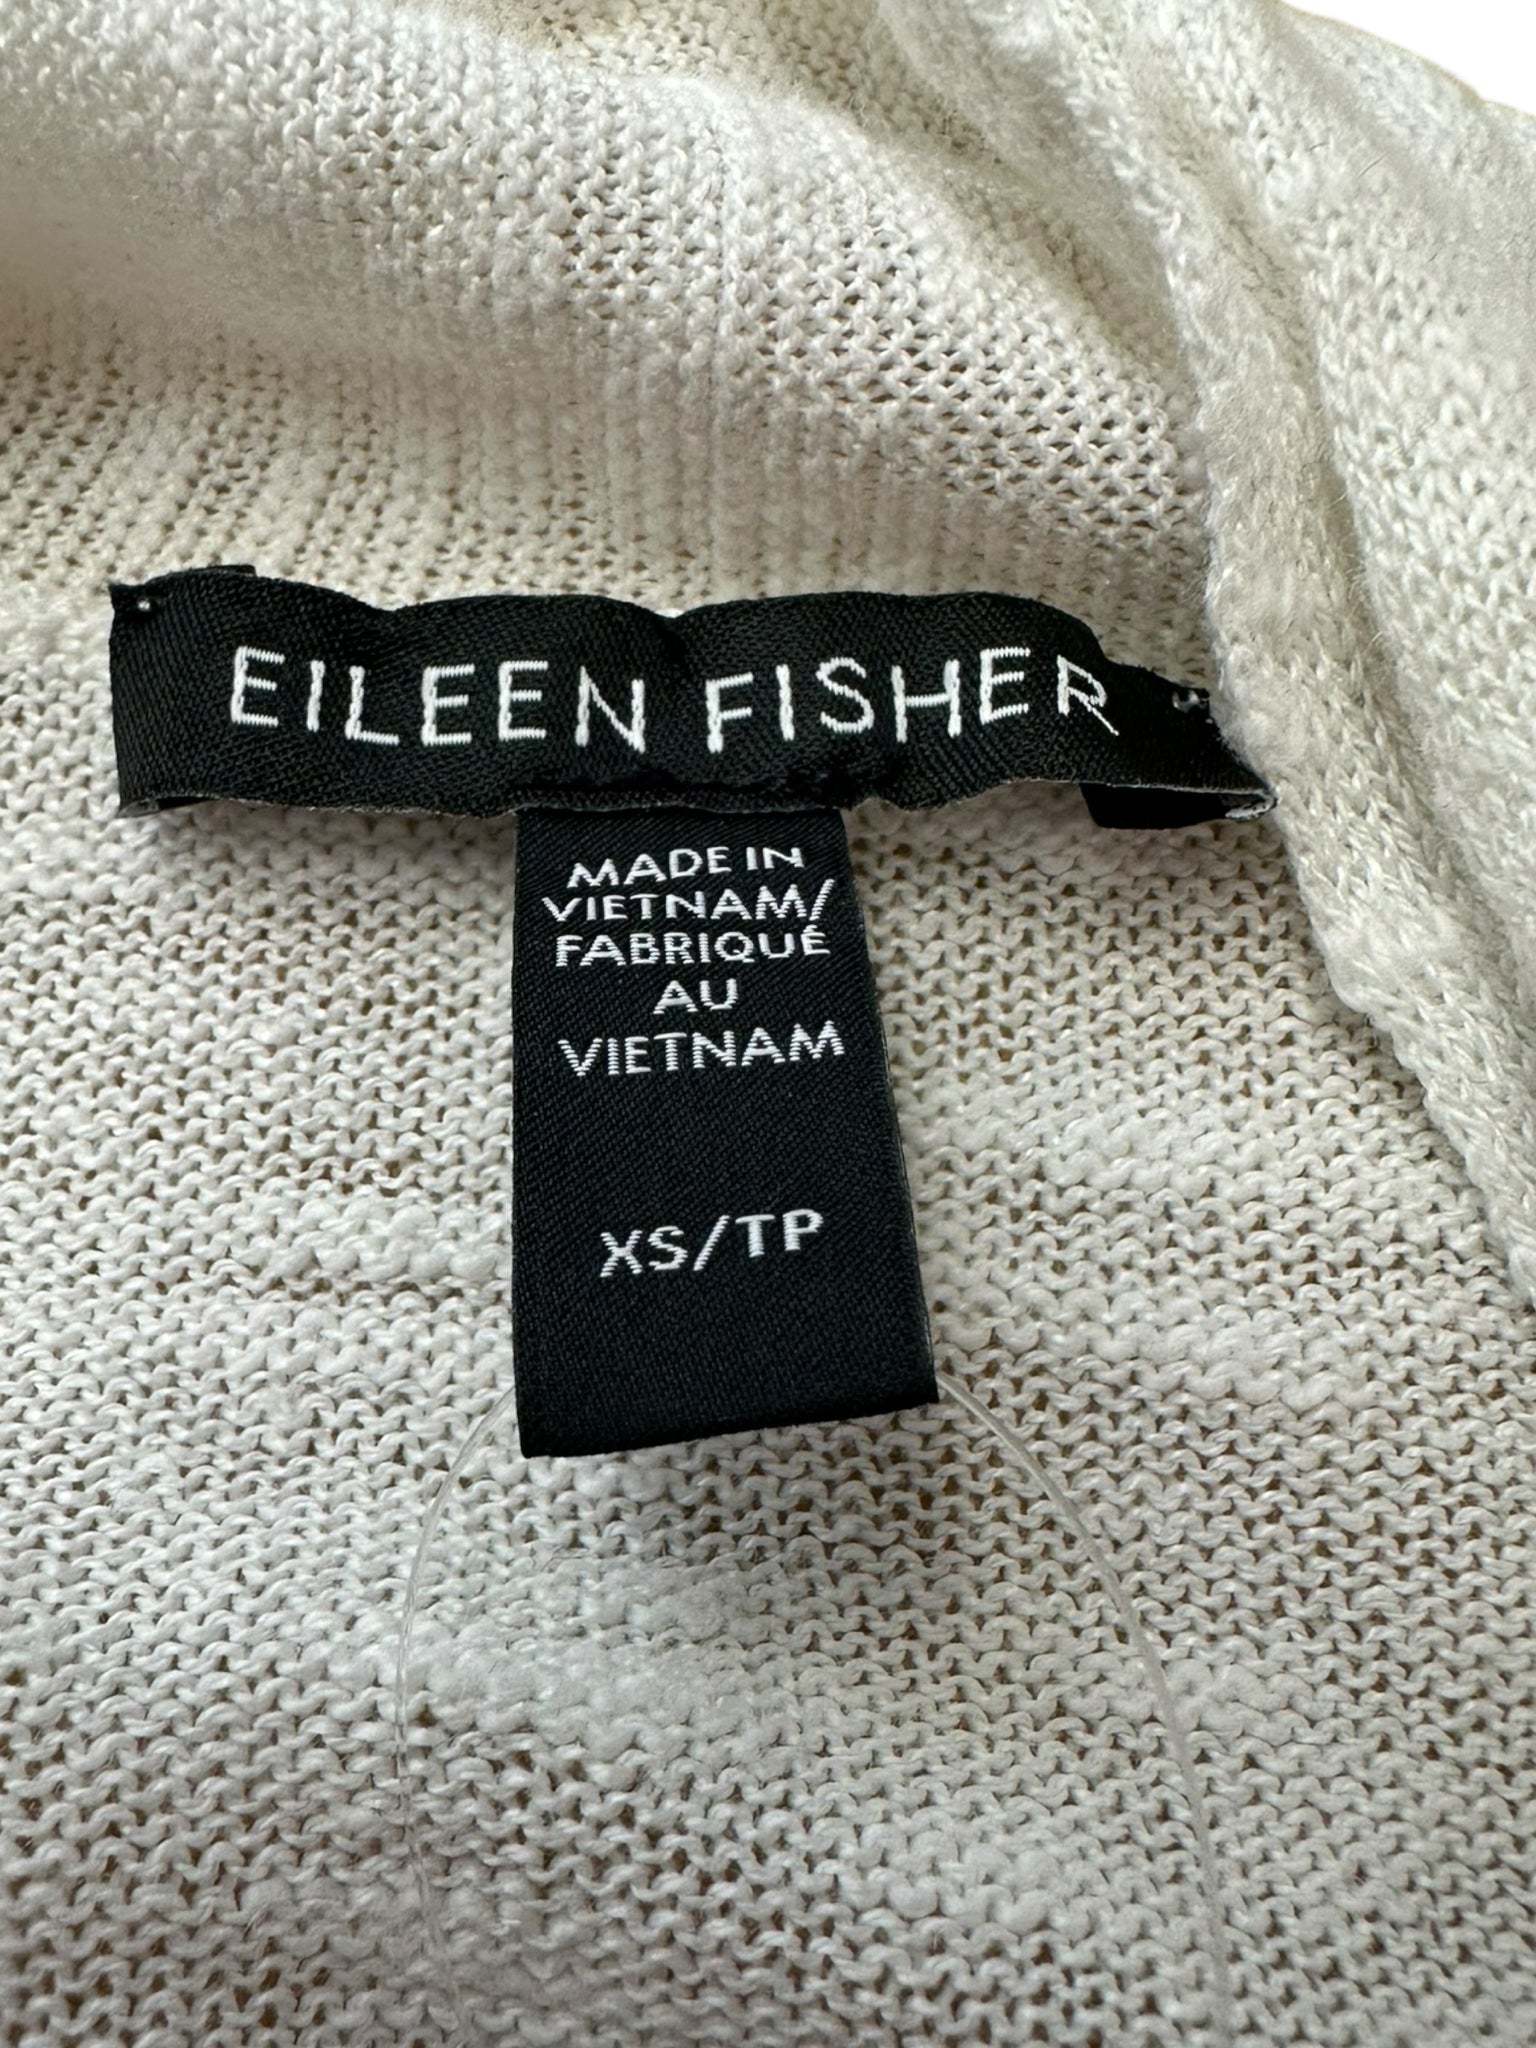 EILEEN FISHER
MADE IN
VIETNAM/
FABRIQUÉ
AU
VIETNAM
XS/TP